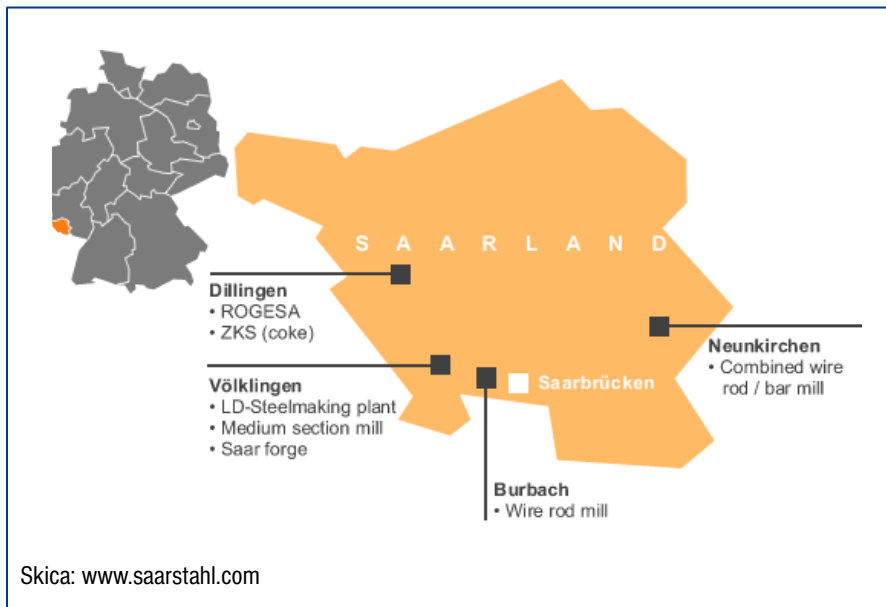 S A A R L A N D
Dillingen
• ROGESA
• ZKS (coke)
Neunkirchen
• Combined wire
rod / bar mill
Völklingen
• LD-Steelmaking plant
• Medium section mill
• Saar forge
Saarbrücken
Burbach
• Wire rod mill
Skica: www.saarstahl.com